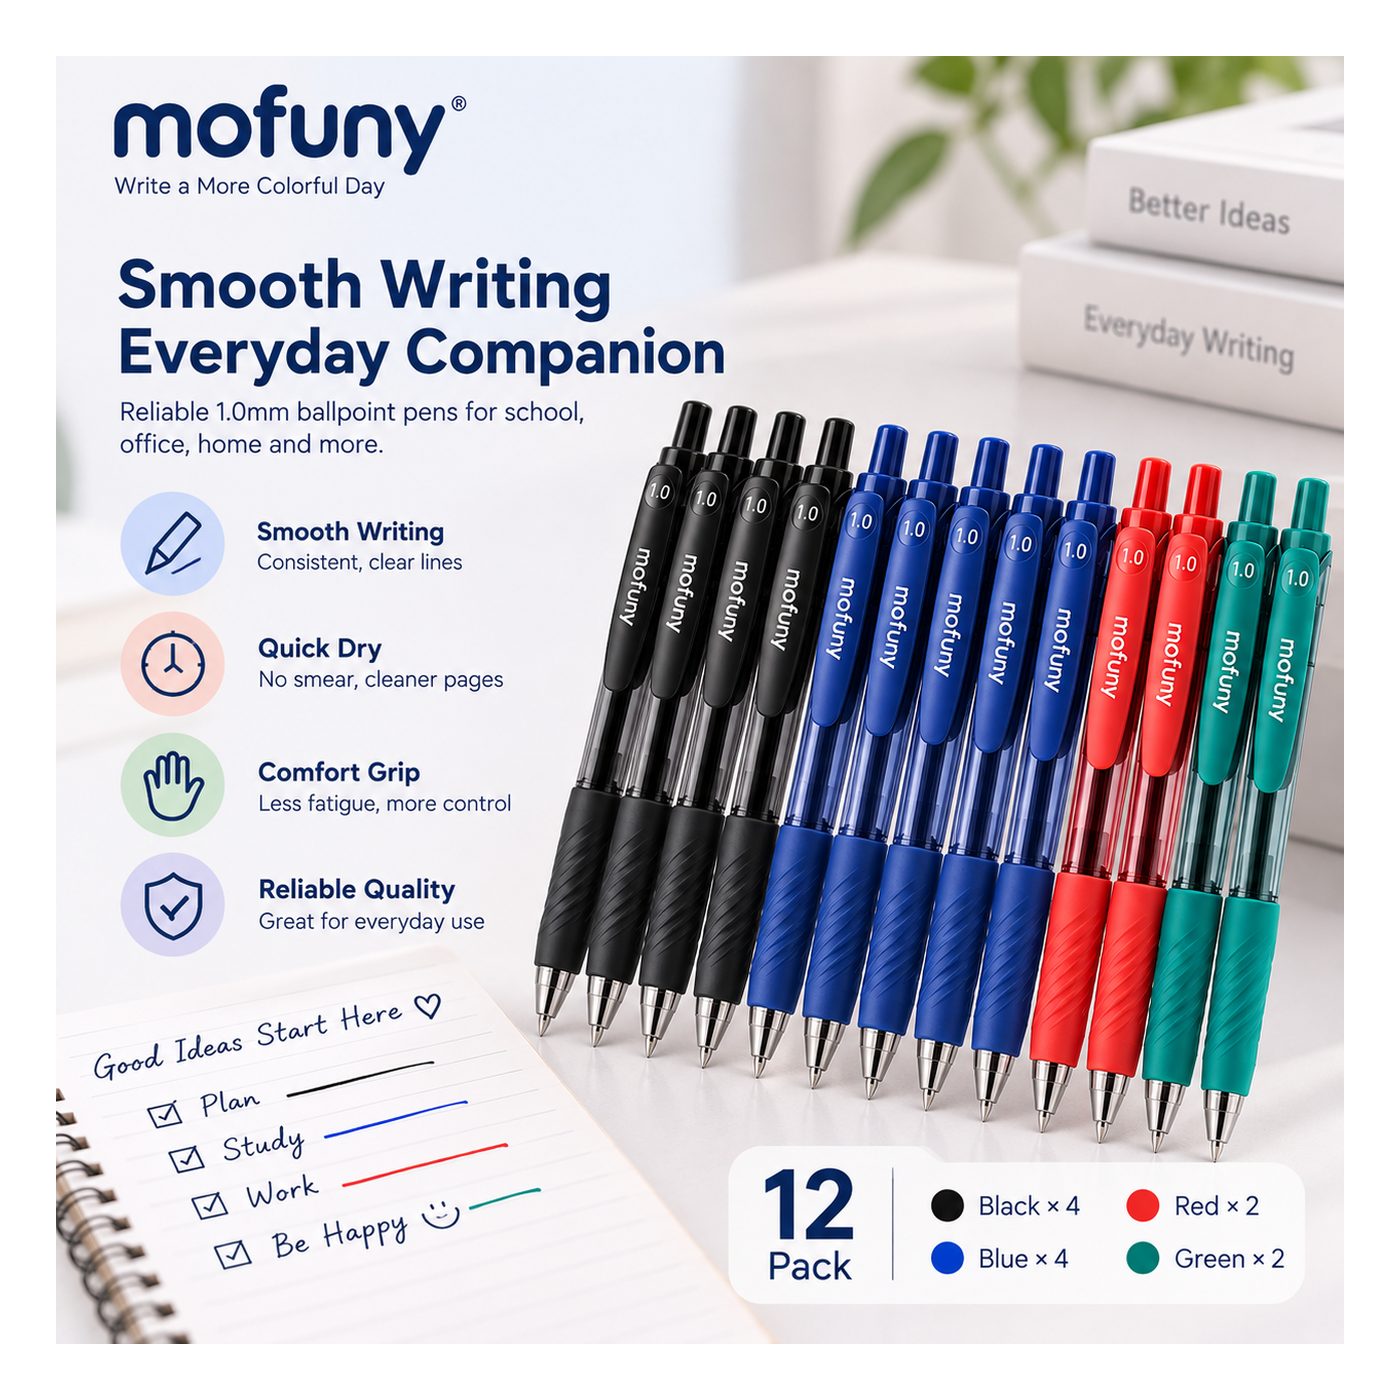 mofuny®
Write a More Colorful Day
Smooth Writing
Everyday Companion
Reliable 1.0mm ballpoint pens for school,
office, home and more.
Smooth Writing
Consistent, clear lines
Quick Dry
No smear, cleaner pages
Comfort Grip
Less fatigue, more control
Reliable Quality
Great for everyday use
Better Ideas
Everyday Writing
1.0 mofuny
1.0 mofuny
1.0 mofuny
1.0 mofuny
1.0 mofuny
1.0 mofuny
1.0 mofuny
1.0 mofuny
1.0 mofuny
1.0 mofuny
1.0 mofuny
1.0 mofuny
1.0 mofuny
Good Ideas Start Here ♡
Plan
Study
Work
Be Happy
12
Pack
Black × 4
Red × 2
Blue × 4
Green × 2